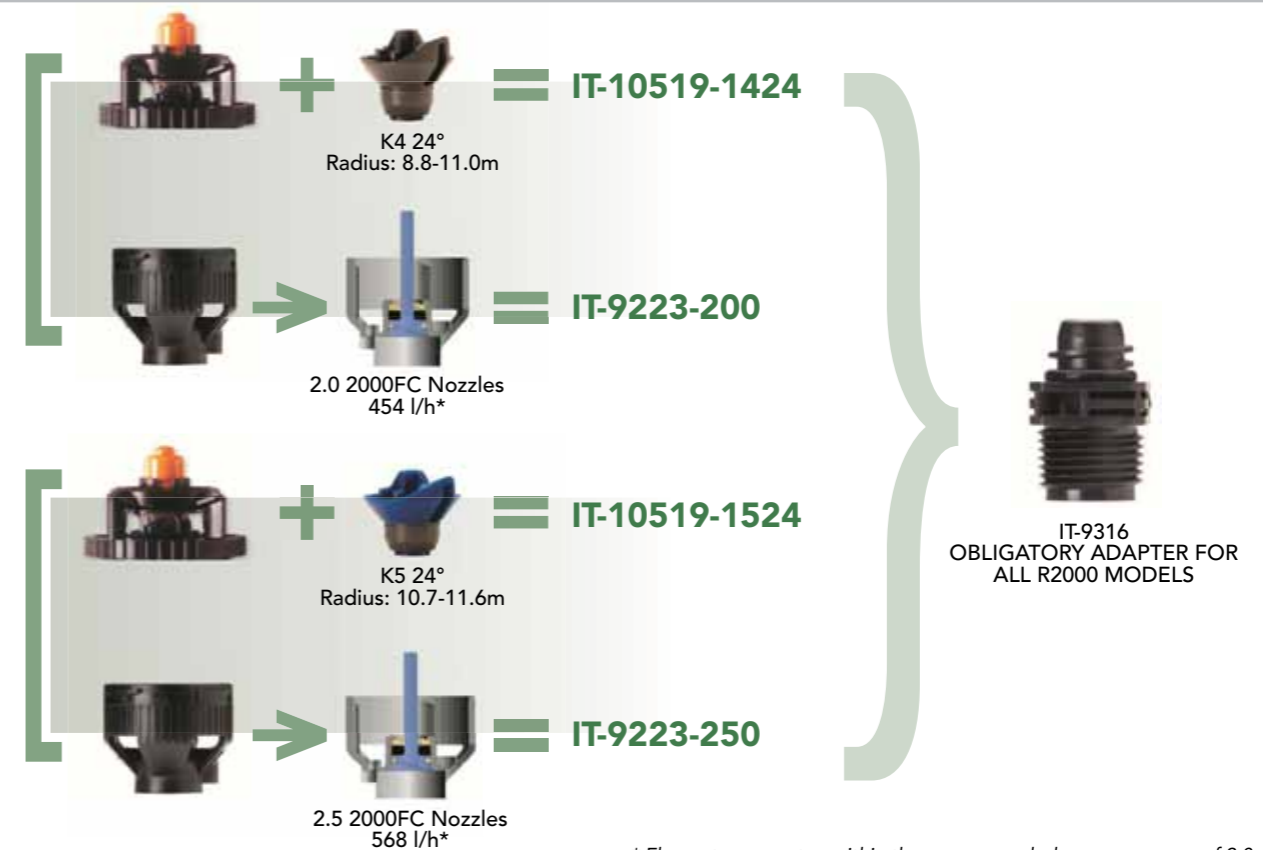 IT-10519-1424
K4 24°
Radius: 8.8-11.0m
IT-9223-200
2.0 2000FC Nozzles
454 l/h*
IT-10519-1524
K5 24°
Radius: 10.7-11.6m
IT-9223-250
2.5 2000FC Nozzles
568 l/h*
IT-9316
OBLIGATORY ADAPTER FOR
ALL R2000 MODELS